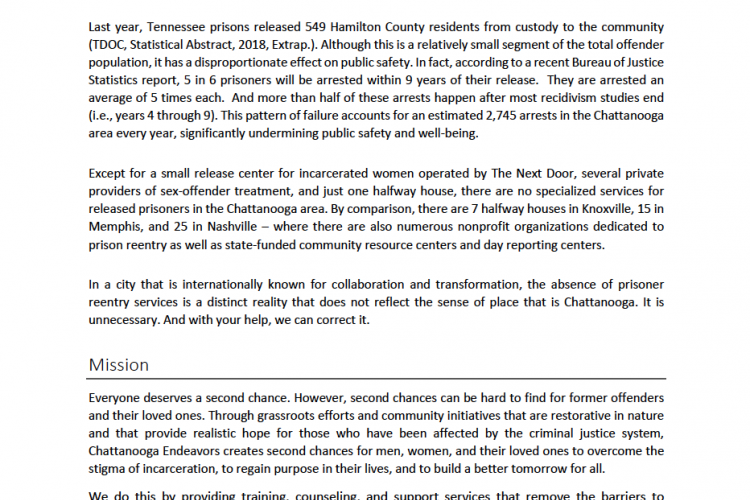 Last year, Tennessee prisons released 549 Hamilton County residents from custody to the community
(TDOC, Statistical Abstract, 2018, Extrap.). Although this is a relatively small segment of the total offender
population, it has a disproportionate effect on public safety. In fact, according to a recent Bureau of Justice
Statistics report, 5 in 6 prisoners will be arrested within 9 years of their release. They are arrested an
average of 5 times each. And more than half of these arrests happen after most recidivism studies end
(i.e., years 4 through 9). This pattern of failure accounts for an estimated 2,745 arrests in the Chattanooga
area every year, significantly undermining public safety and well-being.
Except for a small release center for incarcerated women operated by The Next Door, several private
providers of sex-offender treatment, and just one halfway house, there are no specialized services for
released prisoners in the Chattanooga area. By comparison, there are 7 halfway houses in Knoxville, 15 in
Memphis, and 25 in Nashville – where there are also numerous nonprofit organizations dedicated to
prison reentry as well as state-funded community resource centers and day reporting centers.
In a city that is internationally known for collaboration and transformation, the absence of prisoner
reentry services is a distinct reality that does not reflect the sense of place that is Chattanooga. It is
unnecessary. And with your help, we can correct it.
Mission
Everyone deserves a second chance. However, second chances can be hard to find for former offenders
and their loved ones. Through grassroots efforts and community initiatives that are restorative in nature
and that provide realistic hope for those who have been affected by the criminal justice system,
Chattanooga Endeavors creates second chances for men, women, and their loved ones to overcome the
stigma of incarceration, to regain purpose in their lives, and to build a better tomorrow for all.
We do this by providing training, counseling, and support services that remove the barriers to